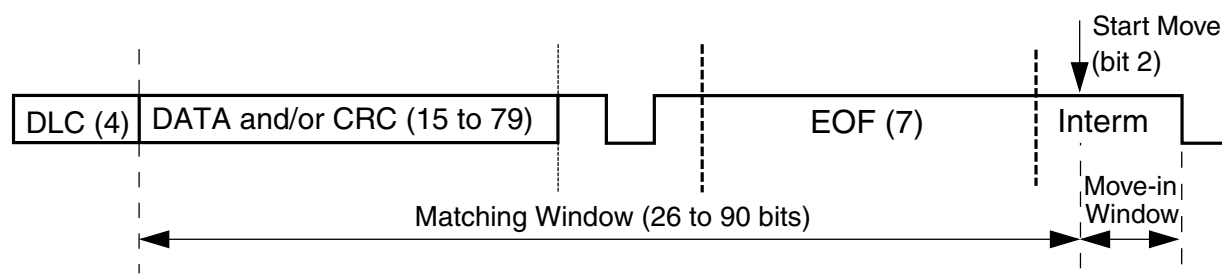 Start Move
(bit 2)
DLC (4)
DATA and/or CRC (15 to 79)
EOF (7)
Interm
Move-in
Window
Matching Window (26 to 90 bits)